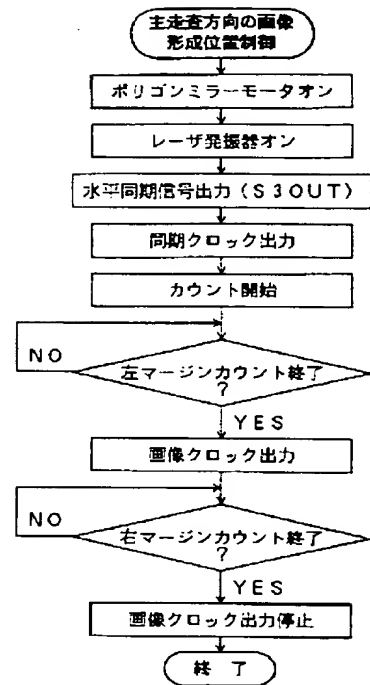 主走査方向の画像
形成位置制御
ポリゴンミラーモータオン
レーザ発振器オン
水平同期信号出力(S3OUT)
同期クロック出力
カウント開始
NO
左マージンカウント終了
?
YES
画像クロック出力
NO
右マージンカウント終了
?
YES
画像クロック出力停止
終 了